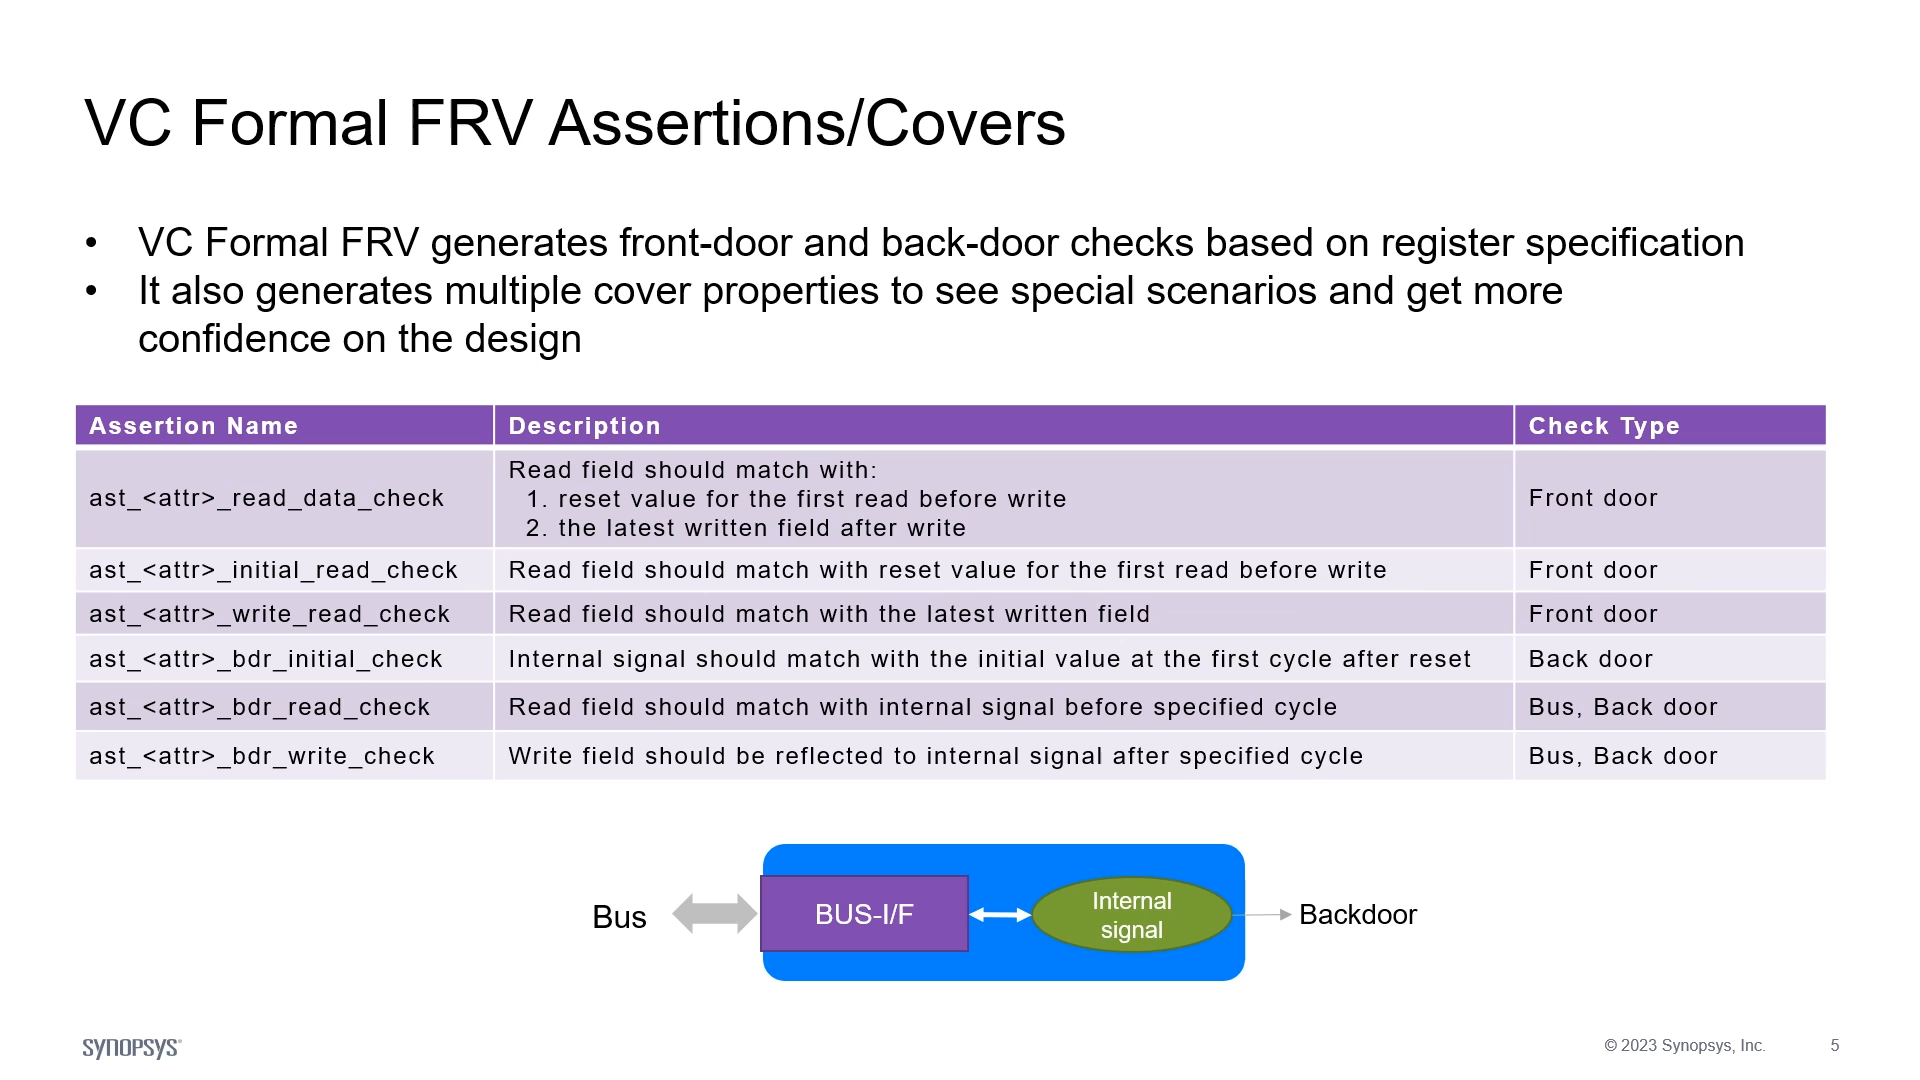 VC Formal FRV Assertions/Covers
• VC Formal FRV generates front-door and back-door checks based on register specification
• It also generates multiple cover properties to see special scenarios and get more
confidence on the design
Assertion Name Description Check Type
ast_<attr>_read_data_check Read field should match with: Front door
1. reset value for the first read before write
2. the latest written field after write
ast_<attr>_initial_read_check Read field should match with reset value for the first read before write Front door
ast_<attr>_write_read_check Read field should match with the latest written field Front door
ast_<attr>_bdr_initial_check Internal signal should match with the initial value at the first cycle after reset Back door
ast_<attr>_bdr_read_check Read field should match with internal signal before specified cycle Bus, Back door
ast_<attr>_bdr_write_check Write field should be reflected to internal signal after specified cycle Bus, Back door
Bus
BUS-I/F
Internal
signal
Backdoor
SYNOPSYS
© 2023 Synopsys, Inc. 5